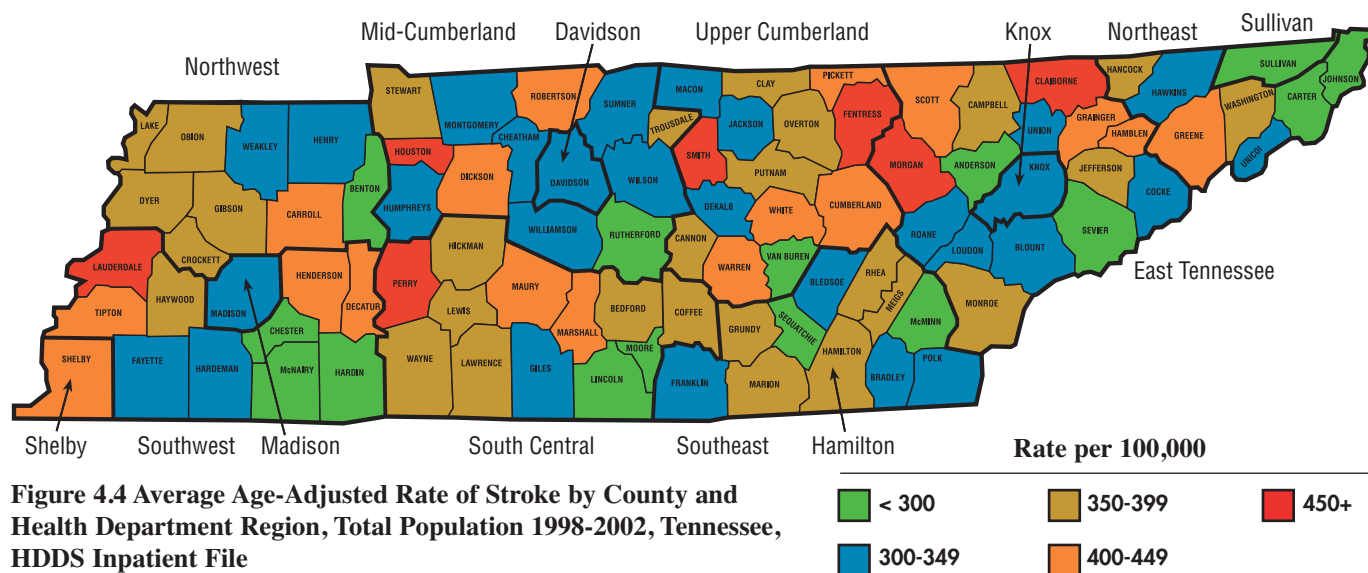 Mid-Cumberland
Davidson
Upper Cumberland
Knox
Northeast
Sullivan
Northwest
STEWART
MONTGOMERY
ROBERTSON
SUMNER
MACON
CLAY
PICKETT
SCOTT
CAMPBELL
CLAIBORNE
HANCOCK
HAWKINS
SULLIVAN
JOHNSON
CARTER
WASHINGTON
UNICOI
GREENE
LAKE
OBION
WEAKLEY
HENRY
BENTON
HOUSTON
CHEATHAM
TROUSDALE
JACKSON
OVERTON
FENTRESS
MORGAN
ANDERSON
UNION
GRAINGER
HAMBLEN
JEFFERSON
COCKE
DYER
GIBSON
CARROLL
HUMPHREYS
DICKSON
DAVIDSON
WILSON
SMITH
PUTNAM
DEKALB
WHITE
CUMBERLAND
ROANE
LOUDON
KNOX
BLOUNT
SEVIER
East Tennessee
LAUDERDALE
CROCKETT
HAYWOOD
MADISON
HENDERSON
DECATUR
PERRY
HICKMAN
WILLIAMSON
RUTHERFORD
CANNON
WARREN
VAN BUREN
BLEDSOE
RHEA
MEIGS
McMINN
MONROE
TIPTON
CHESTER
LEWIS
MAURY
MARSHALL
BEDFORD
COFFEE
GRUNDY
SEQUATCHIE
HAMILTON
SHELBY
FAYETTE
HARDEMAN
McNAIRY
HARDIN
WAYNE
LAWRENCE
GILES
LINCOLN
MOORE
FRANKLIN
MARION
BRADLEY
POLK
Shelby
Southwest
Madison
South Central
Southeast
Hamilton
Rate per 100,000
Figure 4.4 Average Age-Adjusted Rate of Stroke by County and
Health Department Region, Total Population 1998-2002, Tennessee,
HDDS Inpatient File
< 300
350-399
450+
300-349
400-449